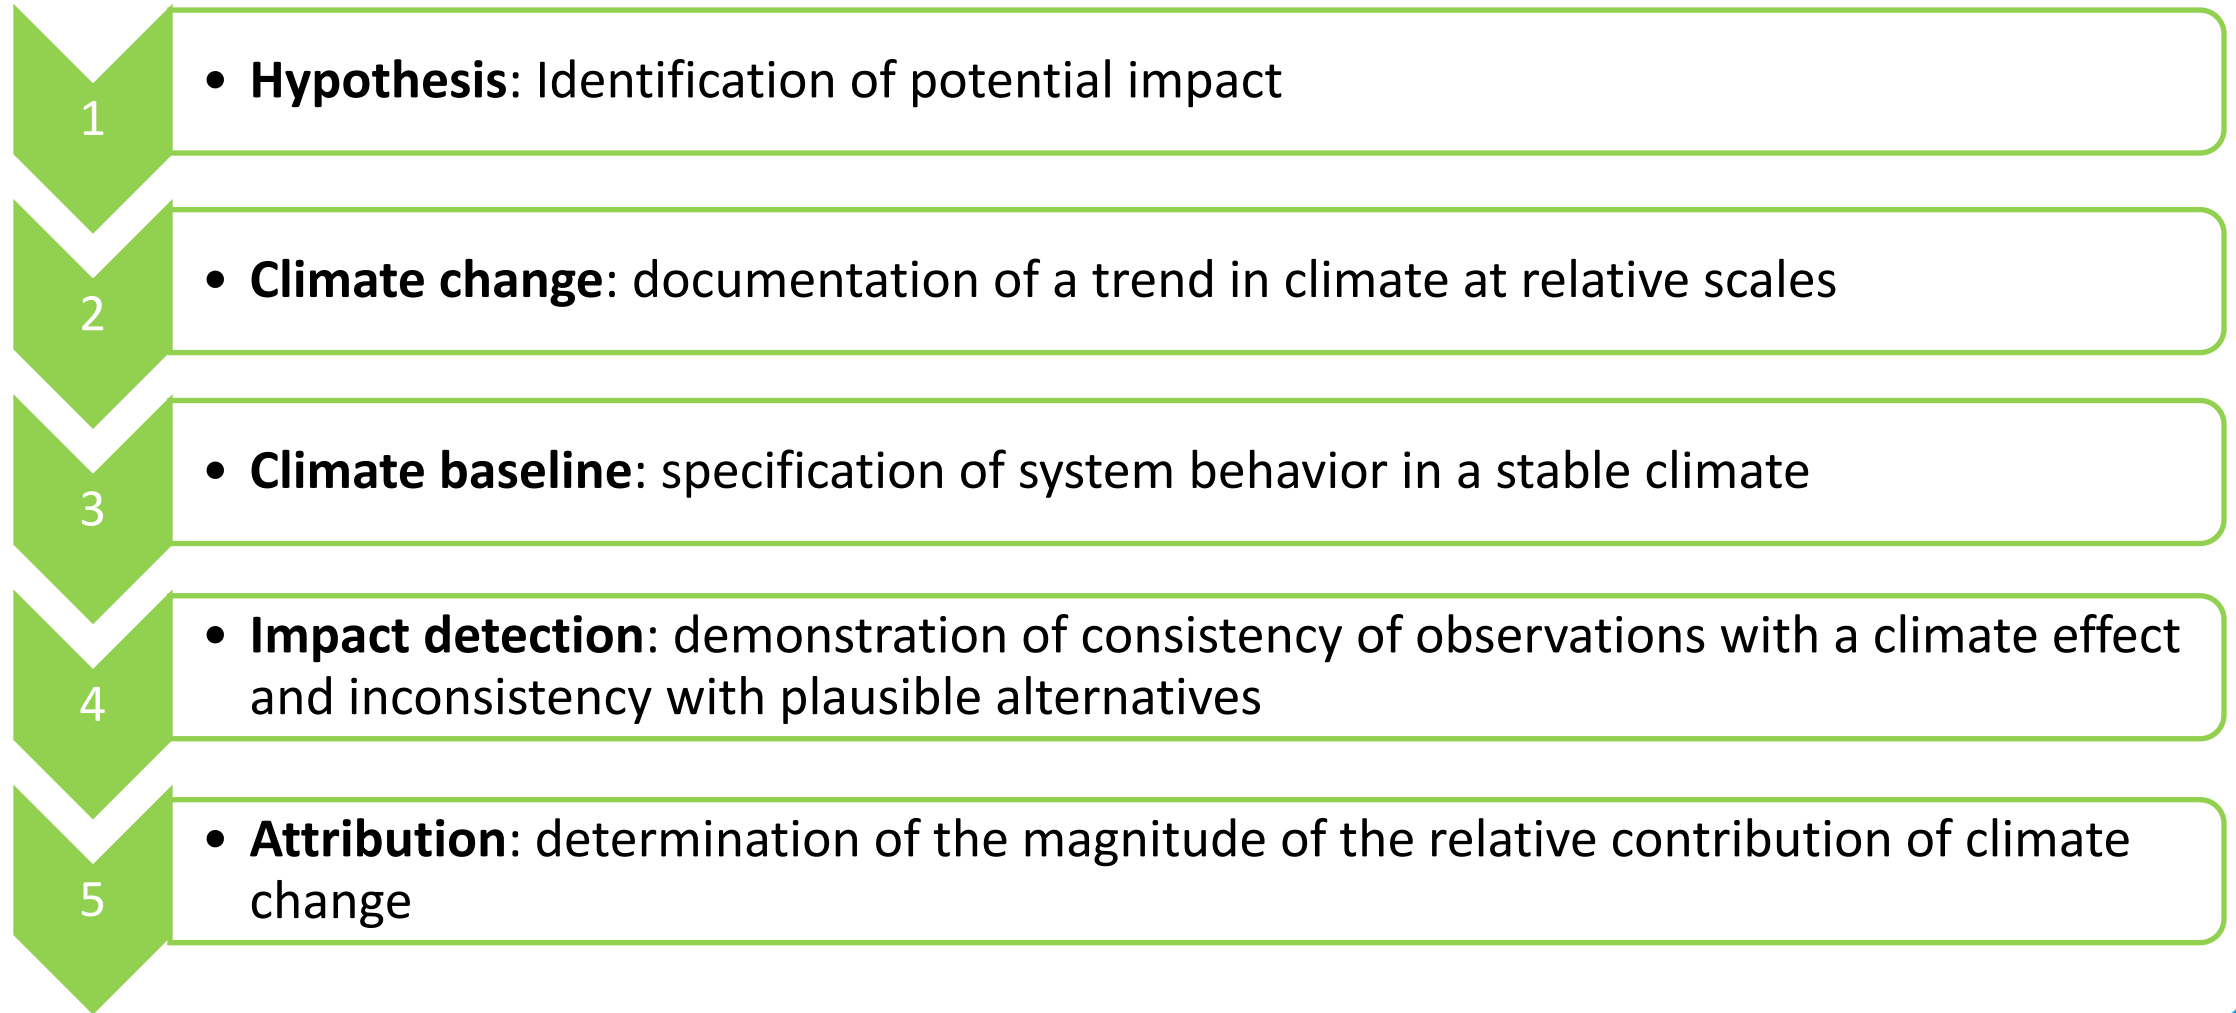 1
• Hypothesis: Identification of potential impact
2
• Climate change: documentation of a trend in climate at relative scales
3
• Climate baseline: specification of system behavior in a stable climate
4
• Impact detection: demonstration of consistency of observations with a climate effect
and inconsistency with plausible alternatives
5
• Attribution: determination of the magnitude of the relative contribution of climate
change